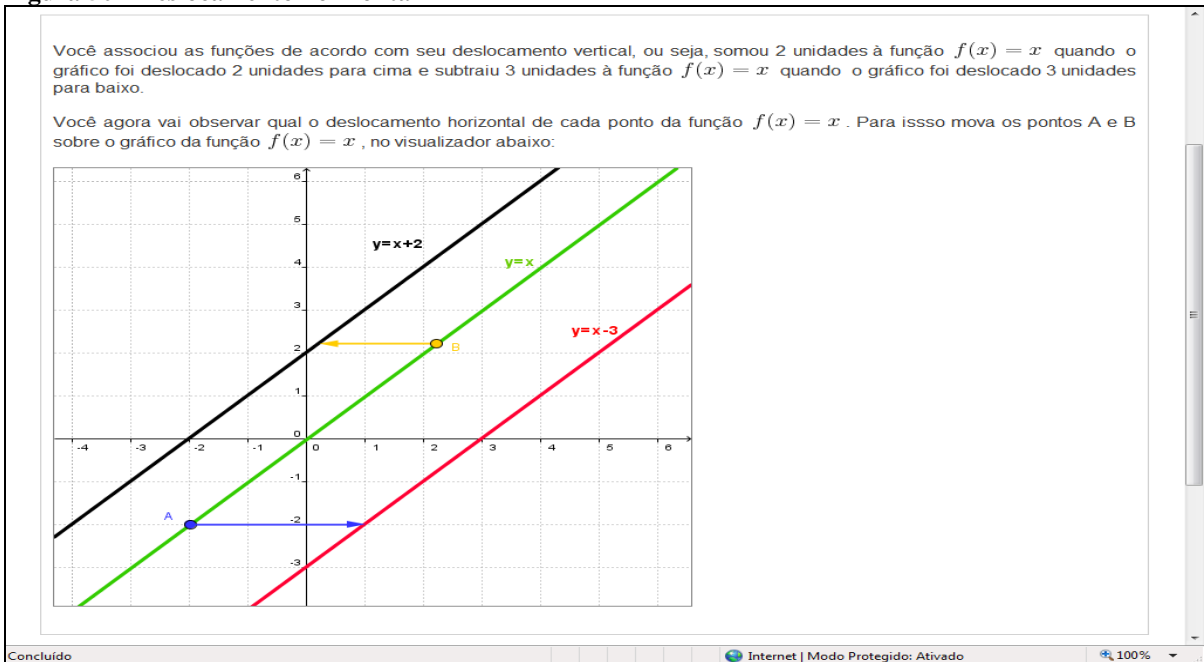 Você associou as funções de acordo com seu deslocamento vertical, ou seja, somou 2 unidades à função f(x) = x quando o
gráfico foi deslocado 2 unidades para cima e subtraiu 3 unidades à função f(x) = x quando o gráfico foi deslocado 3 unidades
para baixo.
Você agora vai observar qual o deslocamento horizontal de cada ponto da função f(x) = x . Para issso mova os pontos A e B
sobre o gráfico da função f(x) = x , no visualizador abaixo:
6
5
y=x+2
4
y=x
3
y=x-3
2
B
1
0
-4 -3 -2 -1 0 1 2 3 4 5 6
-1
A
-2
-3
Concluído
Internet | Modo Protegido: Ativado
100%